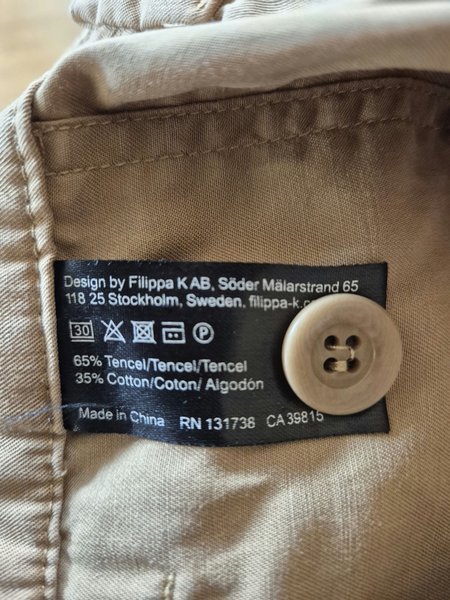 Design by Filippa K AB, Söder Mälarstrand 65
118 25 Stockholm, Sweden, filippa-k.c
30 P
65% Tencel/Tencel/Tencel
35% Cotton/Coton/ Algodón
Made in China RN 131738 CA 39815